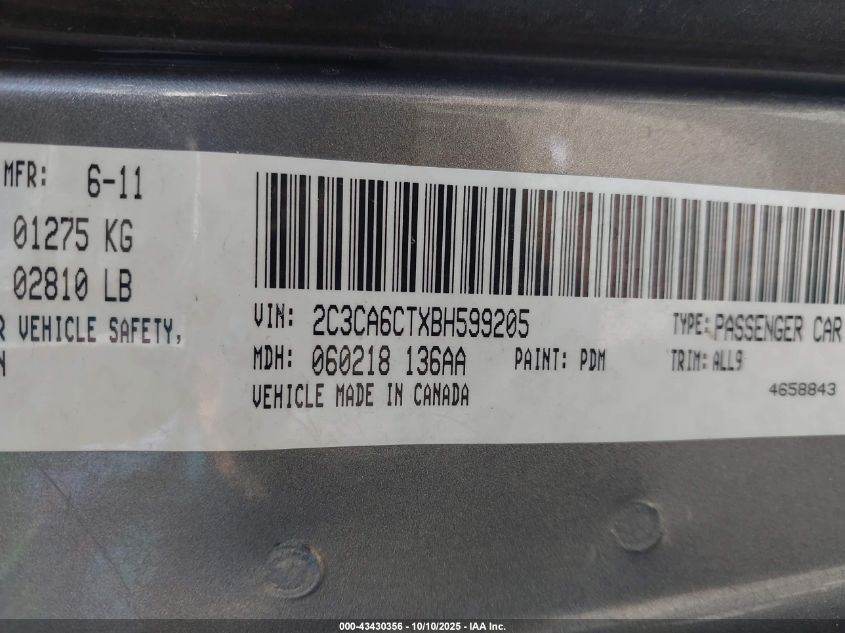 MFR: 6-11
01275 KG
02810 LB
VEHICLE SAFETY,
VIN: 2C3CA6CTXBH599205 TYPE: PASSENGER CAR
MDH: 060218 136AA PAINT: PDM TRIM: ALL9
VEHICLE MADE IN CANADA 4658843
000-43430356 - 10/10/2025 - IAA Inc.